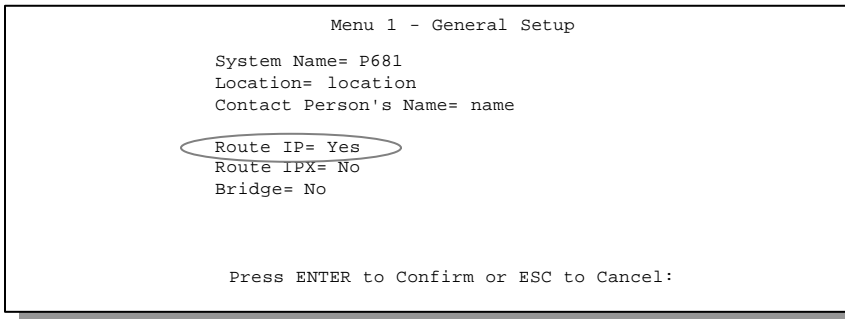 Menu 1 - General Setup
System Name= P681
Location= location
Contact Person's Name= name
Route IP= Yes
Route IPX= No
Bridge= No
Press ENTER to Confirm or ESC to Cancel: